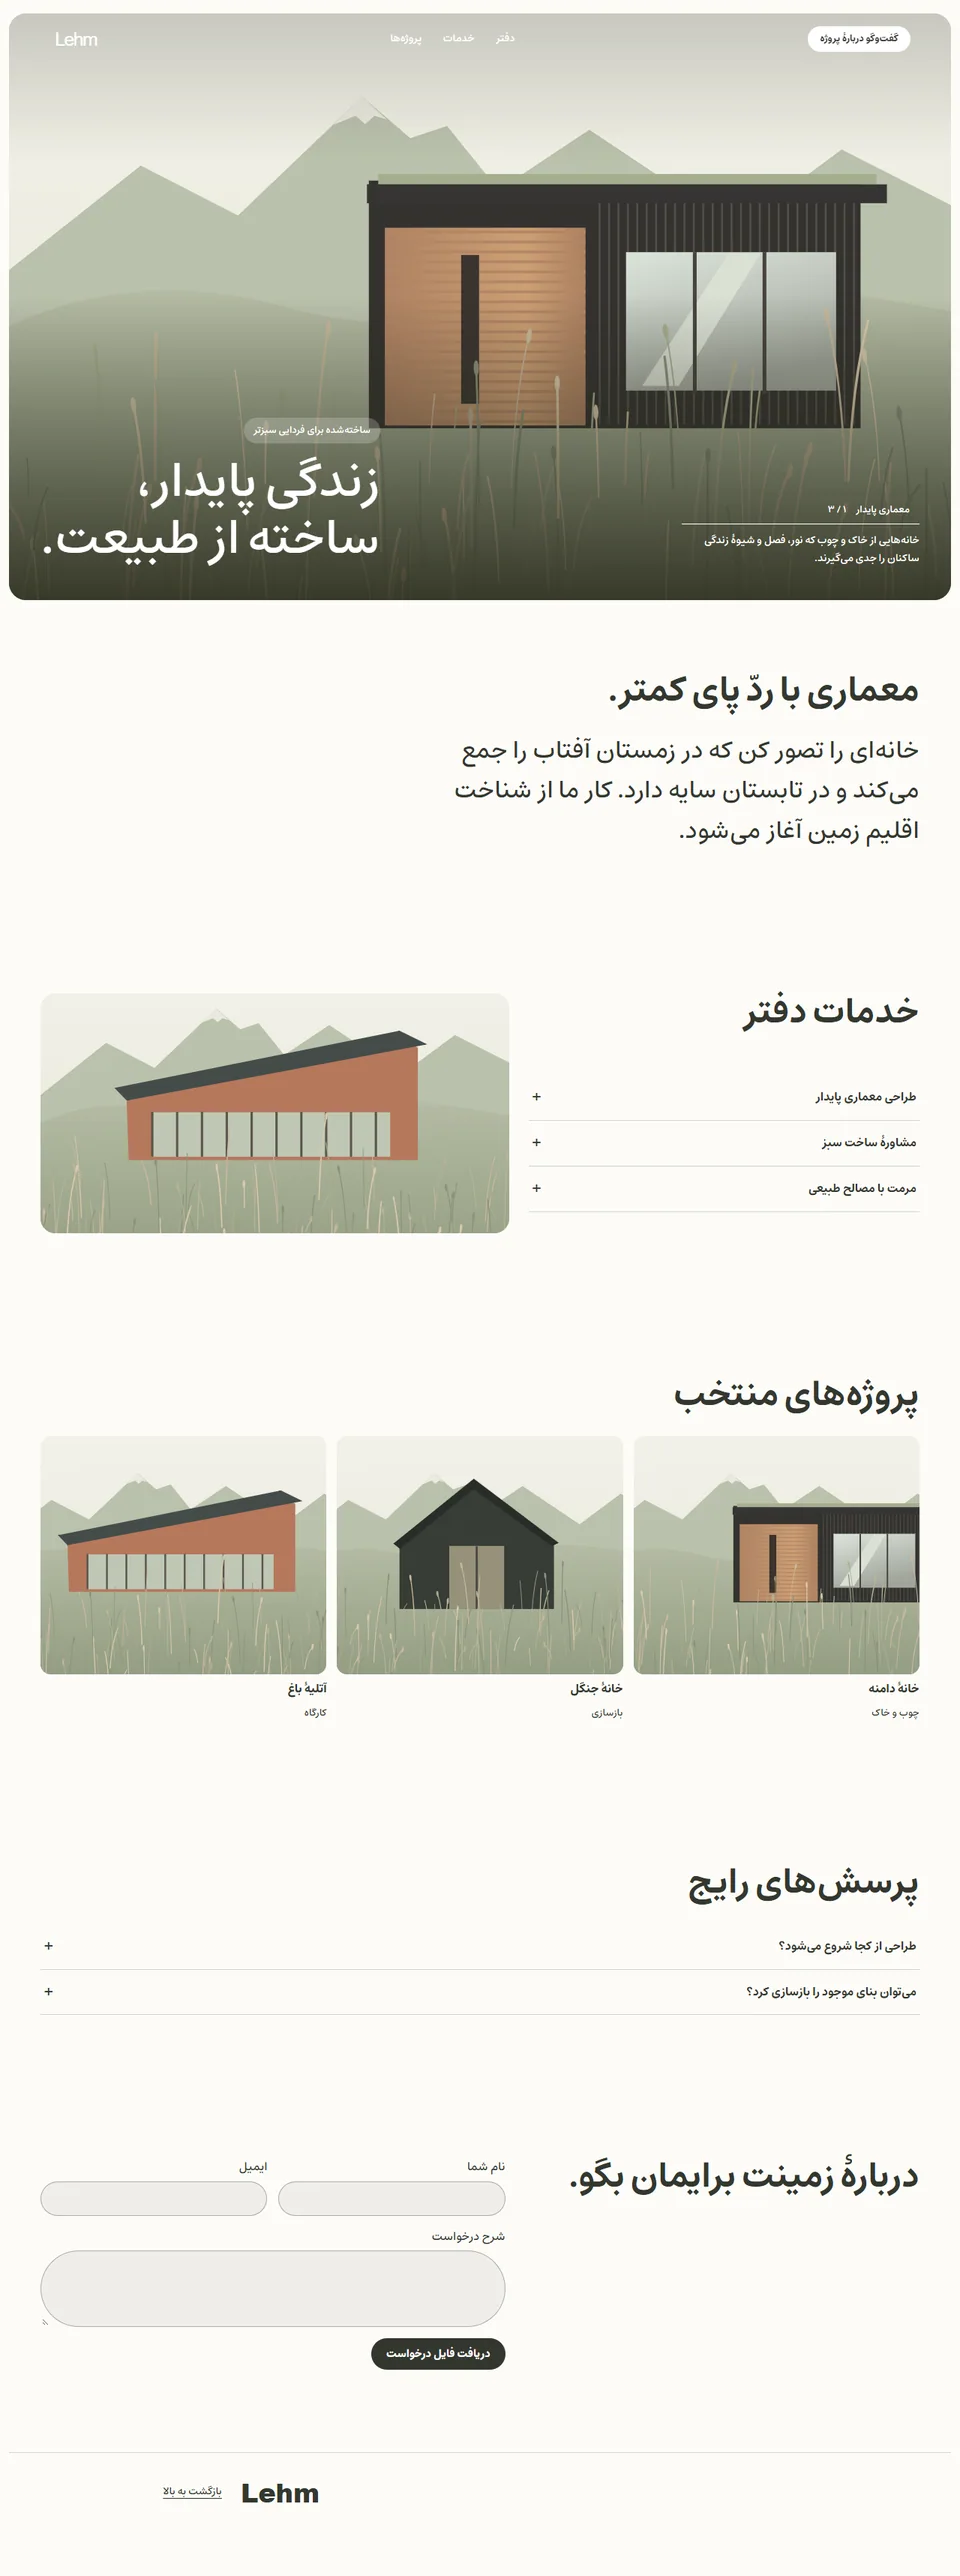 گفت‌وگو دربارهٔ پروژه
دفتر
خدمات
پروژه‌ها
Lehm
ساخته‌شده برای فردایی سبزتر
زندگی پایدار،
ساخته از طبیعت.
معماری پایدار ۱ / ۳
خانه‌هایی از خاک و چوب که نور، فصل و شیوهٔ زندگی
ساکنان را جدی می‌گیرند.
معماری با ردّ پای کمتر.
خانه‌ای را تصور کن که در زمستان آفتاب را جمع
می‌کند و در تابستان سایه دارد. کار ما از شناخت
اقلیم زمین آغاز می‌شود.
خدمات دفتر
طراحی معماری پایدار +
مشاورهٔ ساخت سبز +
مرمت با مصالح طبیعی +
پروژه‌های منتخب
خانهٔ دامنه
چوب و خاک
خانهٔ جنگل
بازسازی
آتلیهٔ باغ
کارگاه
پرسش‌های رایج
طراحی از کجا شروع می‌شود؟ +
می‌توان بنای موجود را بازسازی کرد؟ +
دربارهٔ زمینت برایمان بگو.
نام شما
ایمیل
شرح درخواست
دریافت فایل درخواست
Lehm
بازگشت به بالا